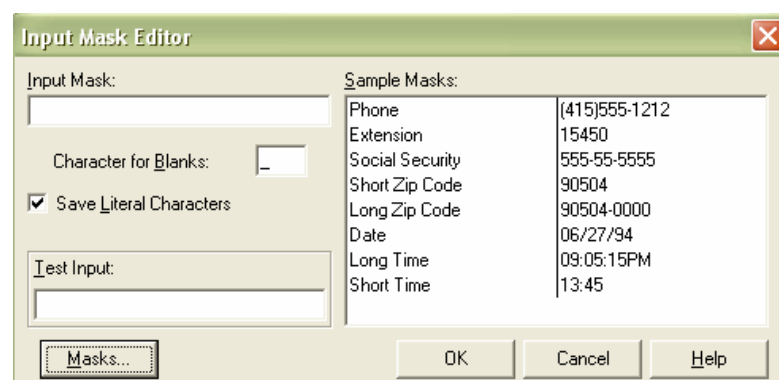 Input Mask Editor
Input Mask:
Character for Blanks: _
Save Literal Characters
Test Input:
Masks...
Sample Masks:
Phone (415)555-1212
Extension 15450
Social Security 555-55-5555
Short Zip Code 90504
Long Zip Code 90504-0000
Date 06/27/94
Long Time 09:05:15PM
Short Time 13:45
OK Cancel Help